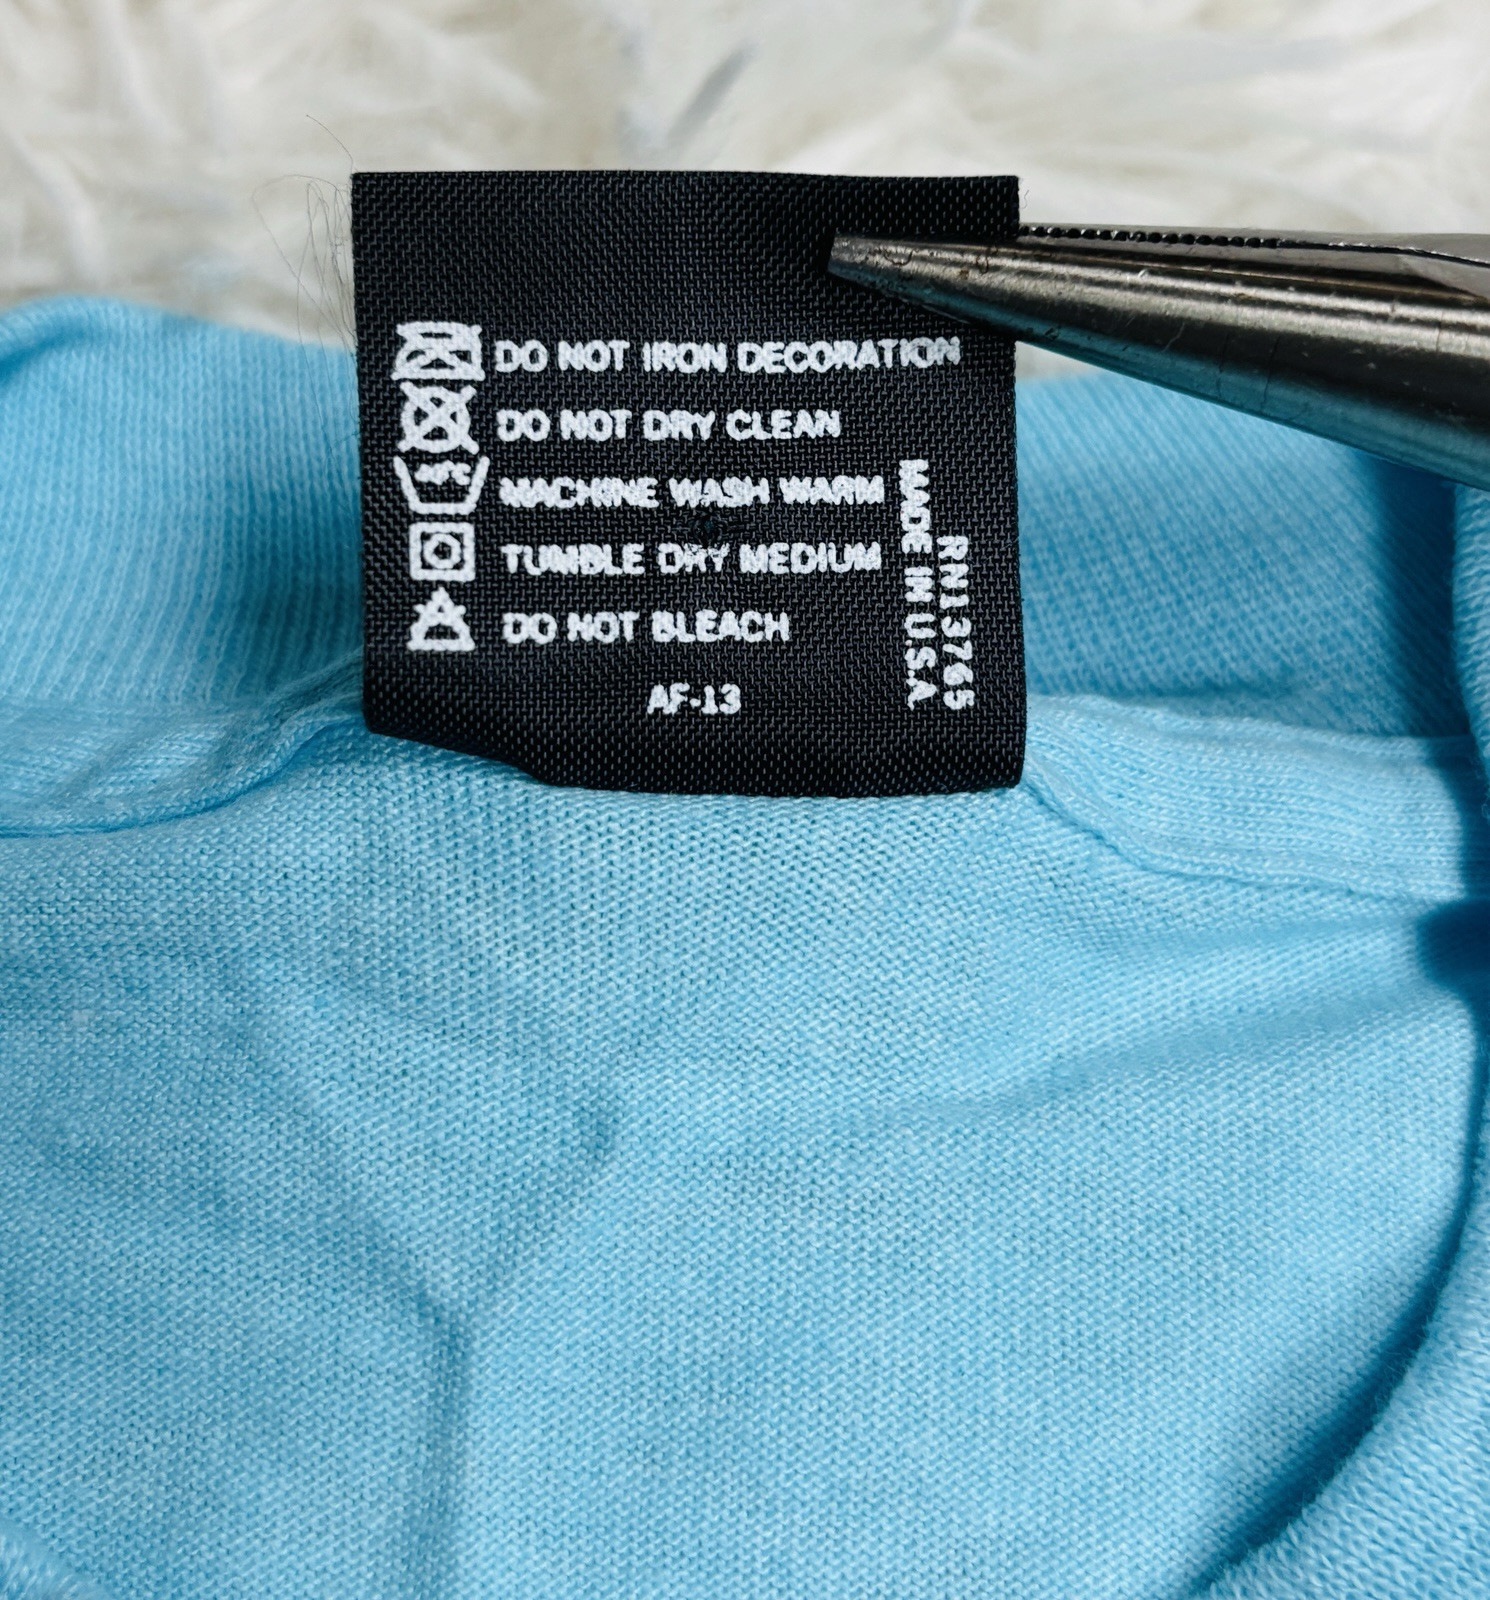 DO NOT IRON DECORATION
DO NOT DRY CLEAN
MACHINE WASH WARM
TUMBLE DRY MEDIUM
DO NOT BLEACH
AF-13
RN13765
MADE IN U.S.A.